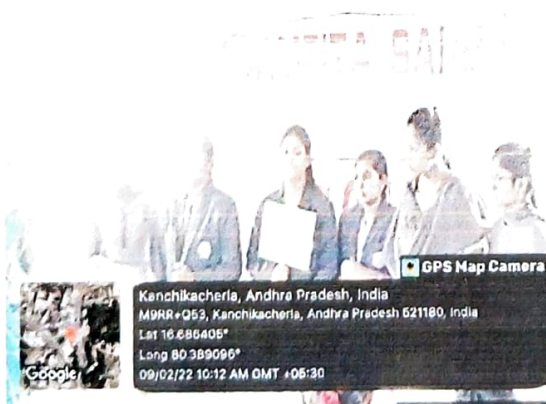 GPS Map Camera
Kanchikacherla, Andhra Pradesh, India
M9RR+Q53, Kanchikacherla, Andhra Pradesh 521180, India
Lat 16.686405°
Long 80.389096°
09/02/22 10:12 AM GMT +05:30
Google